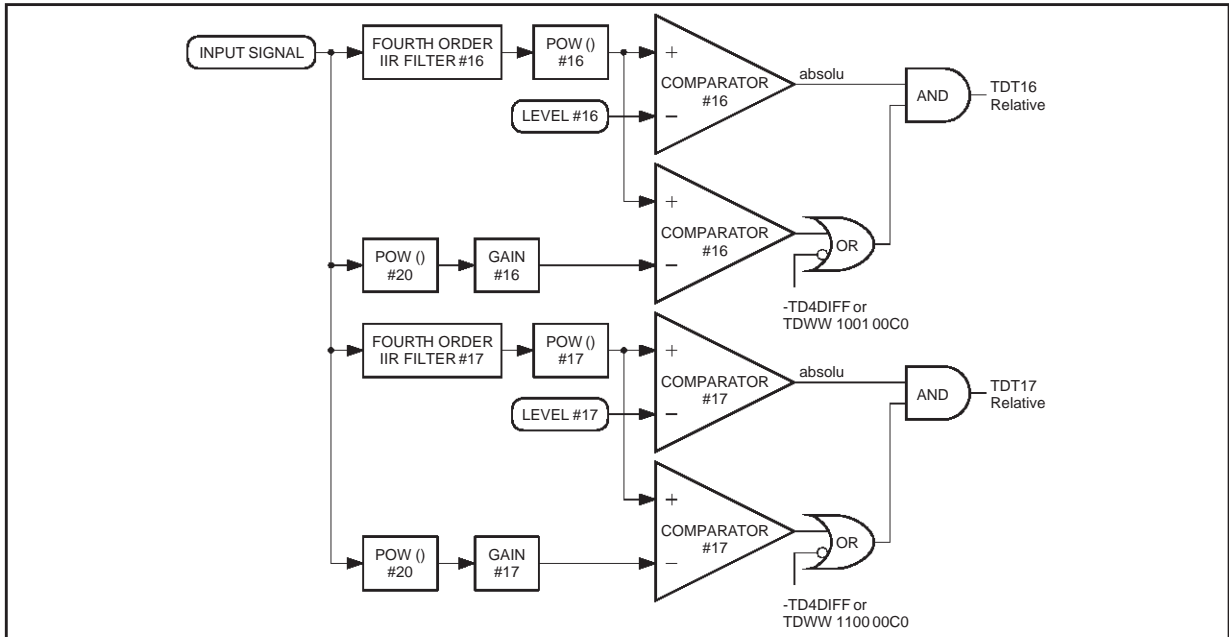 INPUT SIGNAL
FOURTH ORDER
IIR FILTER #16
POW ()
#16
+
COMPARATOR
#16
−
LEVEL #16
absolu
AND
TDT16
Relative
+
COMPARATOR
#16
−
OR
POW ()
#20
GAIN
#16
-TD4DIFF or
TDWW 1001 00C0
FOURTH ORDER
IIR FILTER #17
POW ()
#17
+
COMPARATOR
#17
−
LEVEL #17
absolu
AND
TDT17
Relative
+
COMPARATOR
#17
−
OR
POW ()
#20
GAIN
#17
-TD4DIFF or
TDWW 1100 00C0